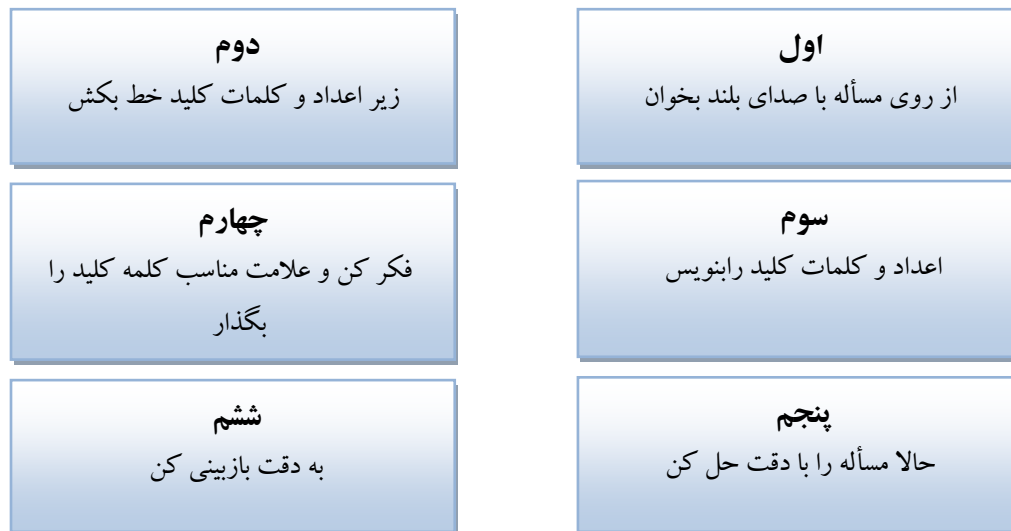 اول
از روی مسأله با صدای بلند بخوان
دوم
زیر اعداد و کلمات کلید خط بکش
سوم
اعداد و کلمات کلید رابنویس
چهارم
فکر کن و علامت مناسب کلمه کلید را
بگذار
پنجم
حالا مسأله را با دقت حل کن
ششم
به دقت بازبینی کن